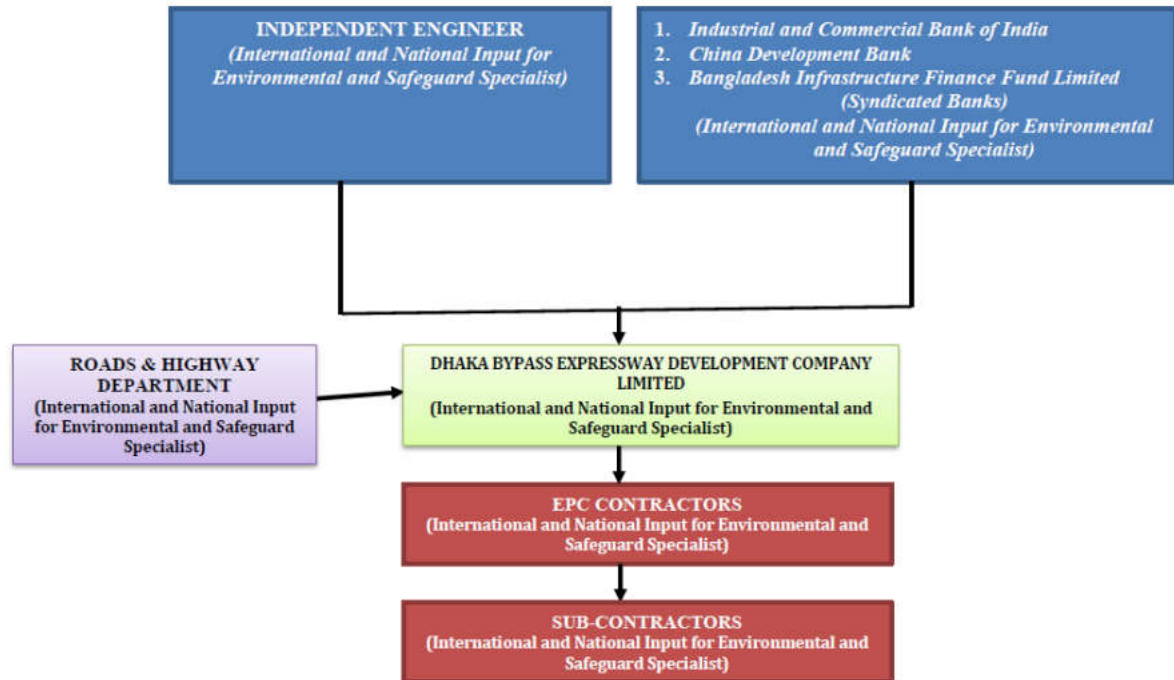 INDEPENDENT ENGINEER
(International and National Input for
Environmental and Safeguard Specialist)
1. Industrial and Commercial Bank of India
2. China Development Bank
3. Bangladesh Infrastructure Finance Fund Limited
(Syndicated Banks)
(International and National Input for Environmental
and Safeguard Specialist)
ROADS & HIGHWAY
DEPARTMENT
(International and National Input
for Environmental and Safeguard
Specialist)
DHAKA BYPASS EXPRESSWAY DEVELOPMENT COMPANY
LIMITED
(International and National Input for Environmental and
Safeguard Specialist)
EPC CONTRACTORS
(International and National Input for Environmental and
Safeguard Specialist)
SUB-CONTRACTORS
(International and National Input for Environmental and
Safeguard Specialist)